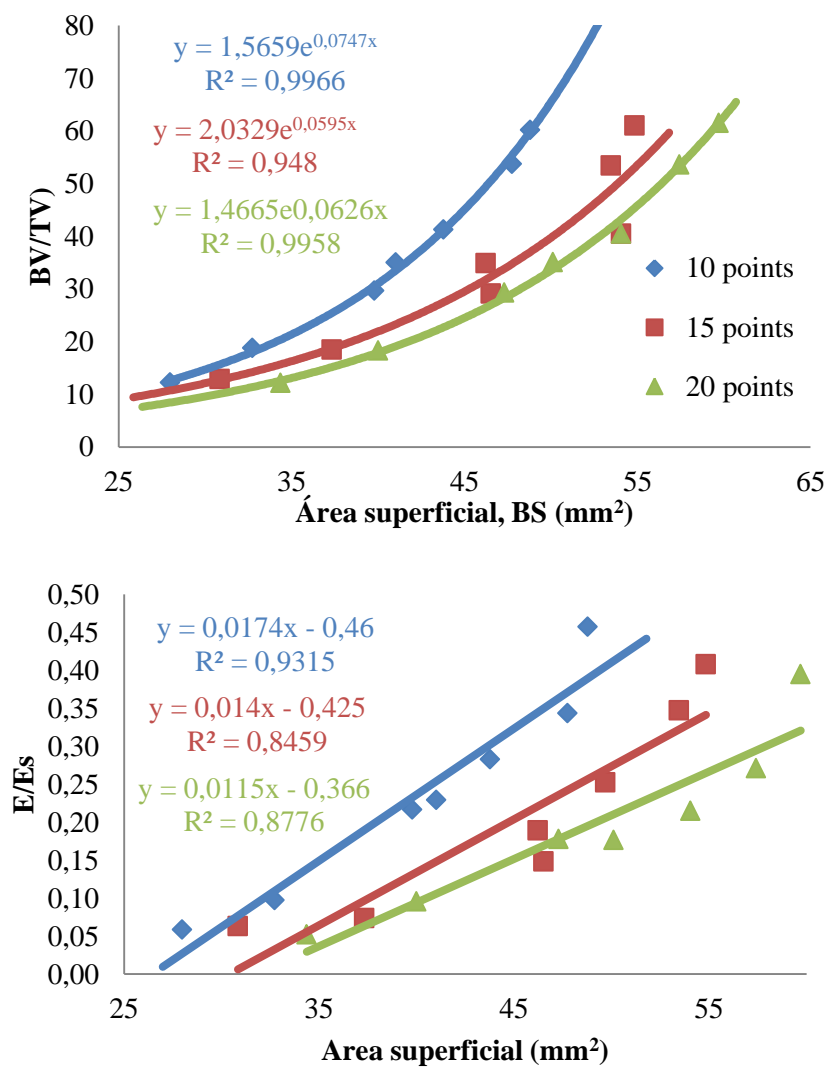 80
70
60
50
40
30
20
10
0
BV/TV)
y = 1,5659e^0,0747x
R² = 0,9966
y = 2,0329e^0,0595x
R² = 0,948
y = 1,4665e0,0626x
R² = 0,9958
10 points
15 points
20 points
25 35 45 55 65
Área superficial, BS (mm²)
0,50
0,45
0,40
0,35
0,30
0,25
0,20
0,15
0,10
0,05
0,00
E/Es
y = 0,0174x - 0,46
R² = 0,9315
y = 0,014x - 0,425
R² = 0,8459
y = 0,0115x - 0,366
R² = 0,8776
25 35 45 55
Area superficial (mm²)